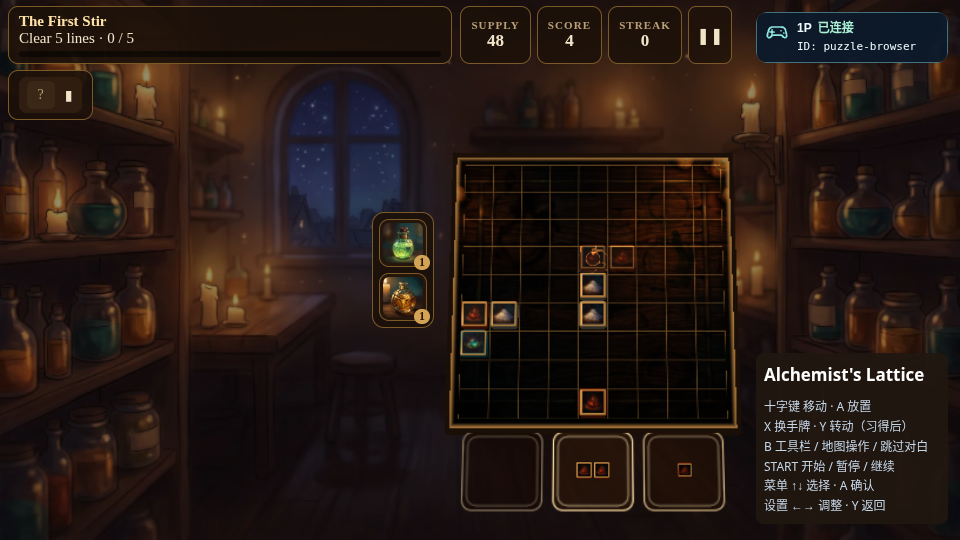 The First Stir
Clear 5 lines · 0 / 5
SUPPLY
48
SCORE
4
STREAK
0
1P 已连接
ID: puzzle-browser
?
1
1
Alchemist's Lattice
十字键 移动 · A 放置
X 换手牌 · Y 转动（习得后）
B 工具栏 / 地图操作 / 跳过对白
START 开始 / 暂停 / 继续
菜单 ↑↓ 选择 · A 确认
设置 ←→ 调整 · Y 返回